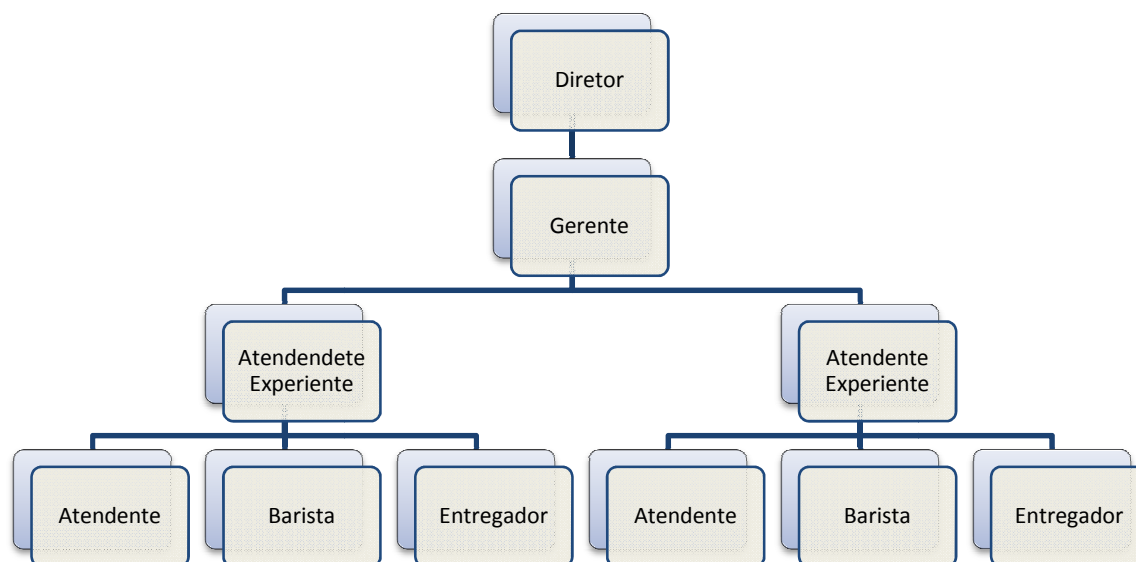 Diretor
Gerente
Atendendete
Experiente
Atendente
Experiente
Atendente
Barista
Entregador
Atendente
Barista
Entregador